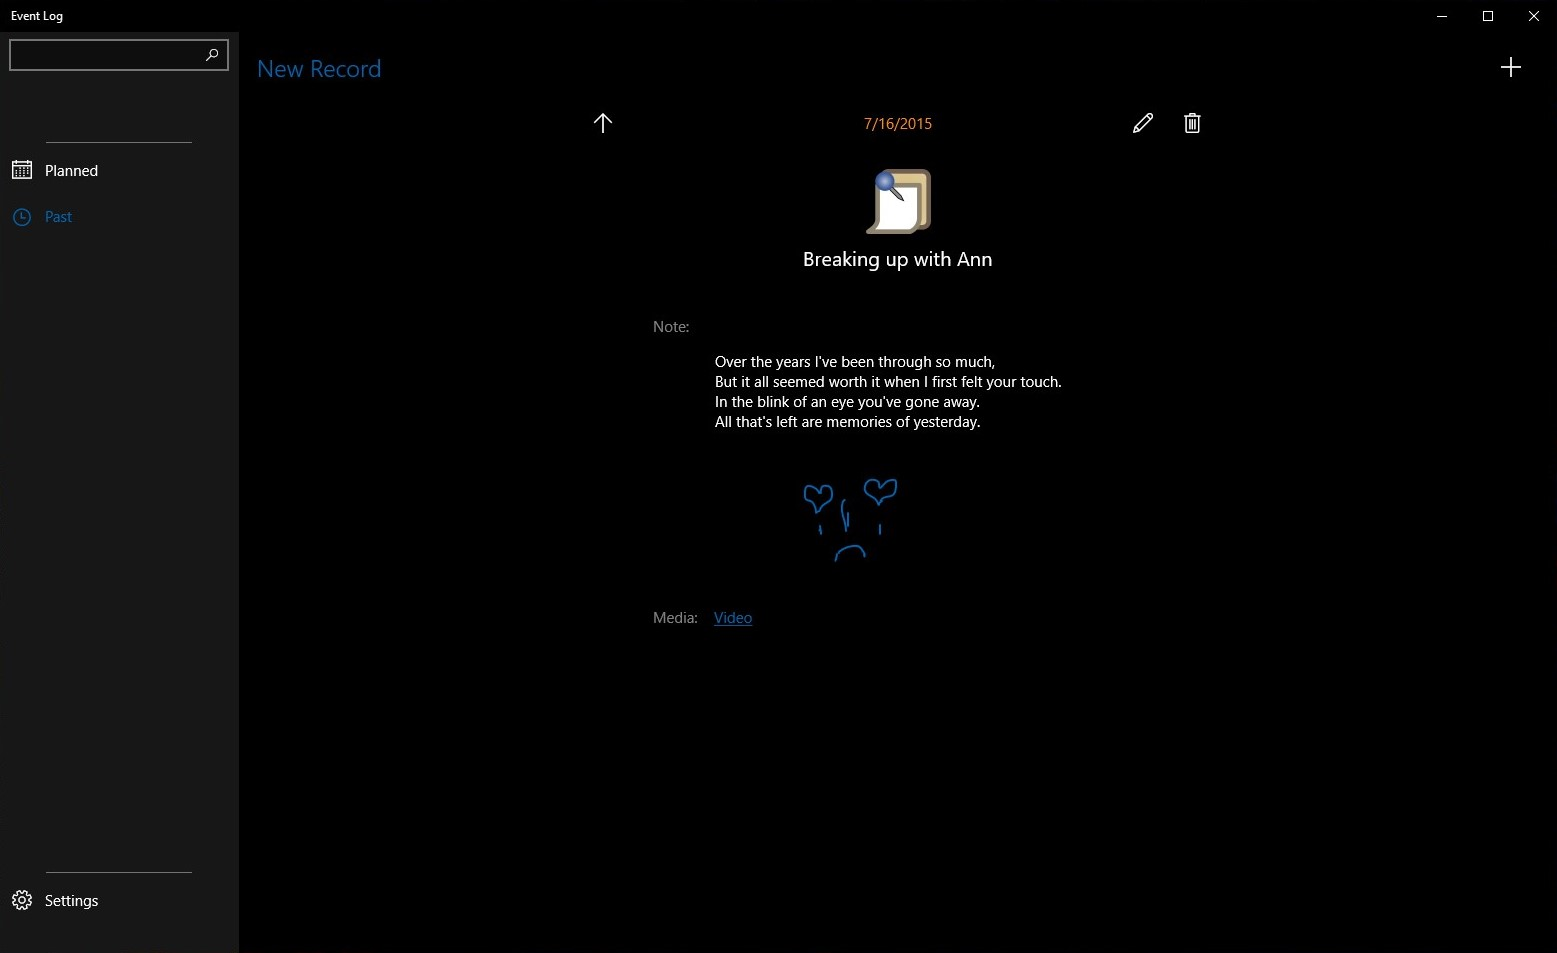 Event Log
New Record
7/16/2015
Planned
Past
Breaking up with Ann
Note:
Over the years I've been through so much,
But it all seemed worth it when I first felt your touch.
In the blink of an eye you've gone away.
All that's left are memories of yesterday.
Media: Video
Settings